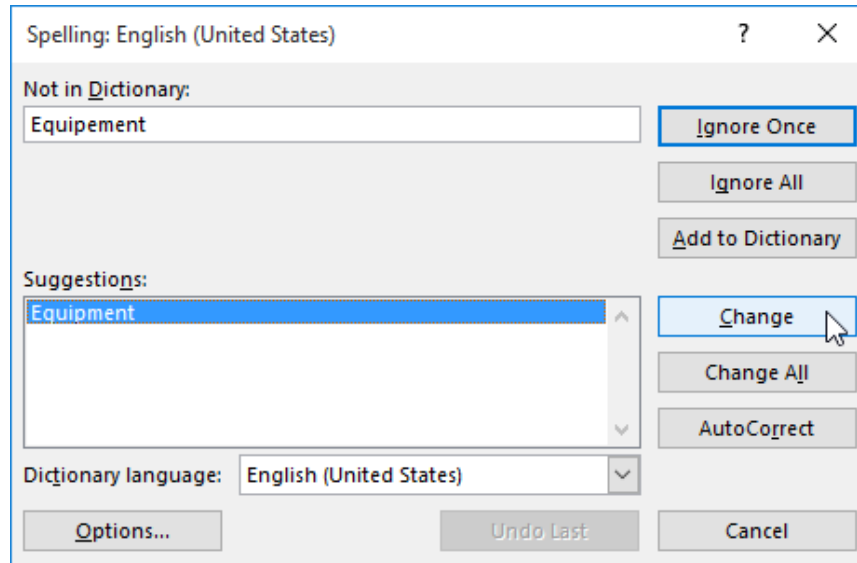 Spelling: English (United States)
?
Not in Dictionary:
Equipement
Ignore Once
Ignore All
Add to Dictionary
Suggestions:
Equipment
Change
Change All
AutoCorrect
Dictionary language:
English (United States)
Options...
Undo Last
Cancel